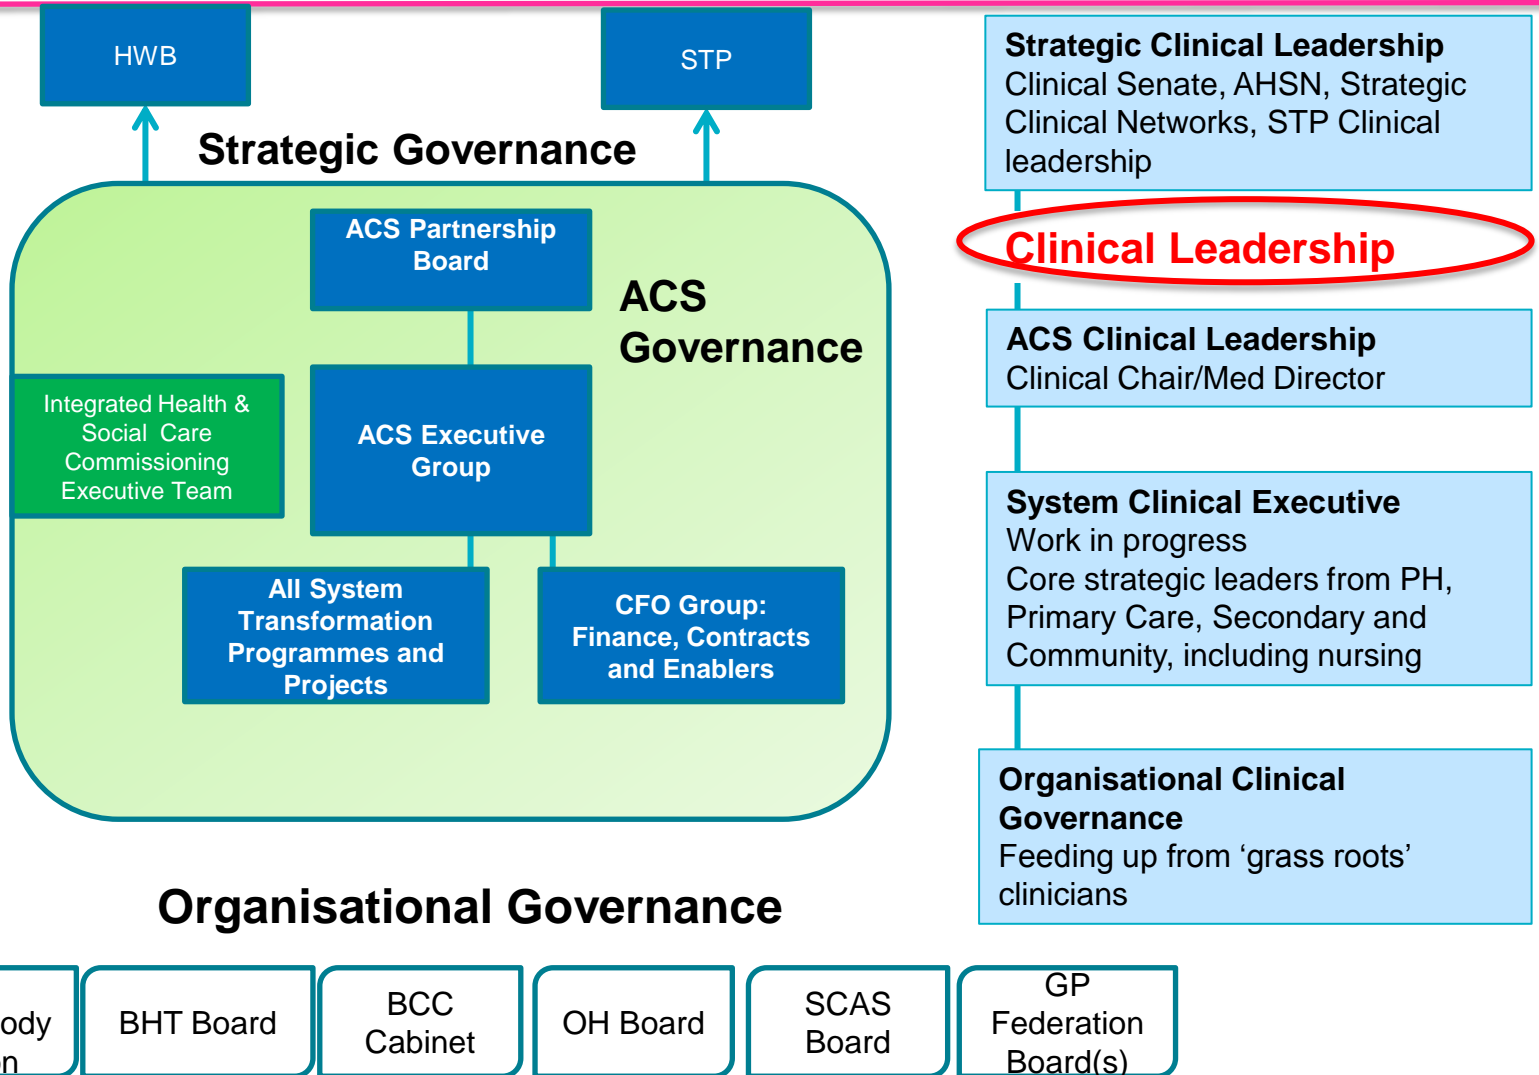 HWB
STP
Strategic Governance
ACS Partnership
Board
ACS
Governance
Integrated Health &
Social Care
Commissioning
Executive Team
ACS Executive
Group
All System
Transformation
Programmes and
Projects
CFO Group:
Finance, Contracts
and Enablers
Strategic Clinical Leadership
Clinical Senate, AHSN, Strategic
Clinical Networks, STP Clinical
leadership
Clinical Leadership
ACS Clinical Leadership
Clinical Chair/Med Director
System Clinical Executive
Work in progress
Core strategic leaders from PH,
Primary Care, Secondary and
Community, including nursing
Organisational Clinical
Governance
Feeding up from ‘grass roots’
clinicians
Organisational Governance
BHT Board
BCC
Cabinet
OH Board
SCAS
Board
GP
Federation
Board(s)